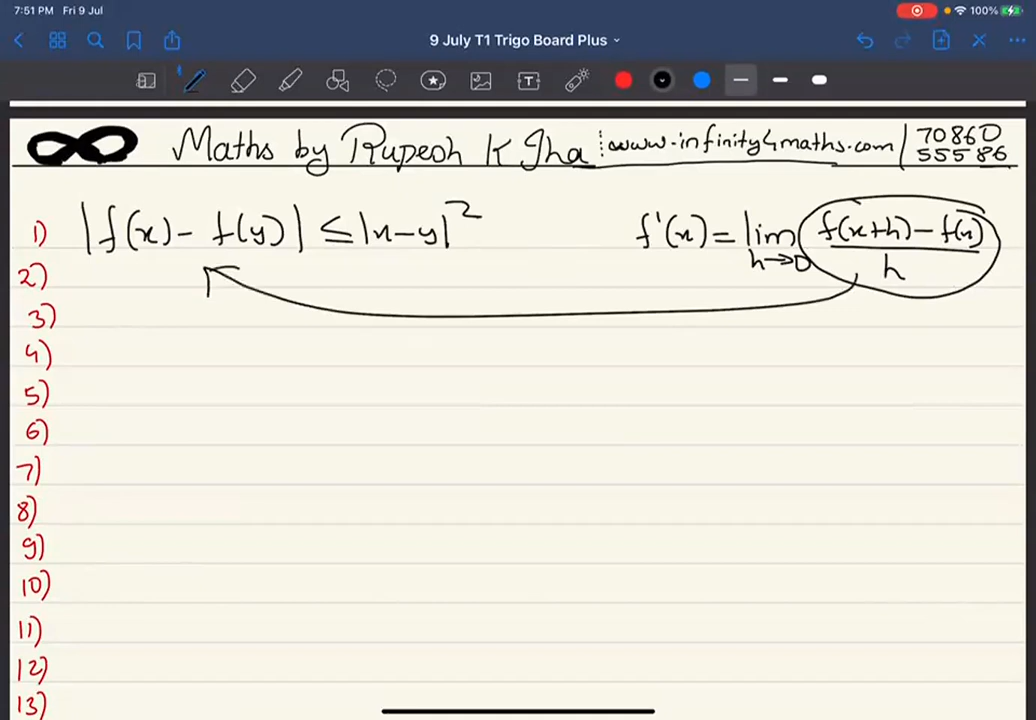 7:51 PM Fri 9 Jul 100%
9 July T1 Trigo Board Plus
T
Maths by Rupesh K Jha www.infinity4maths.com 70860 55586
1) |f(x) - f(y)| ≤ |x-y|² f'(x) = lim h→0 f(x+h) - f(x) / h
2)
3)
4)
5)
6)
7)
8)
9)
10)
11)
12)
13)